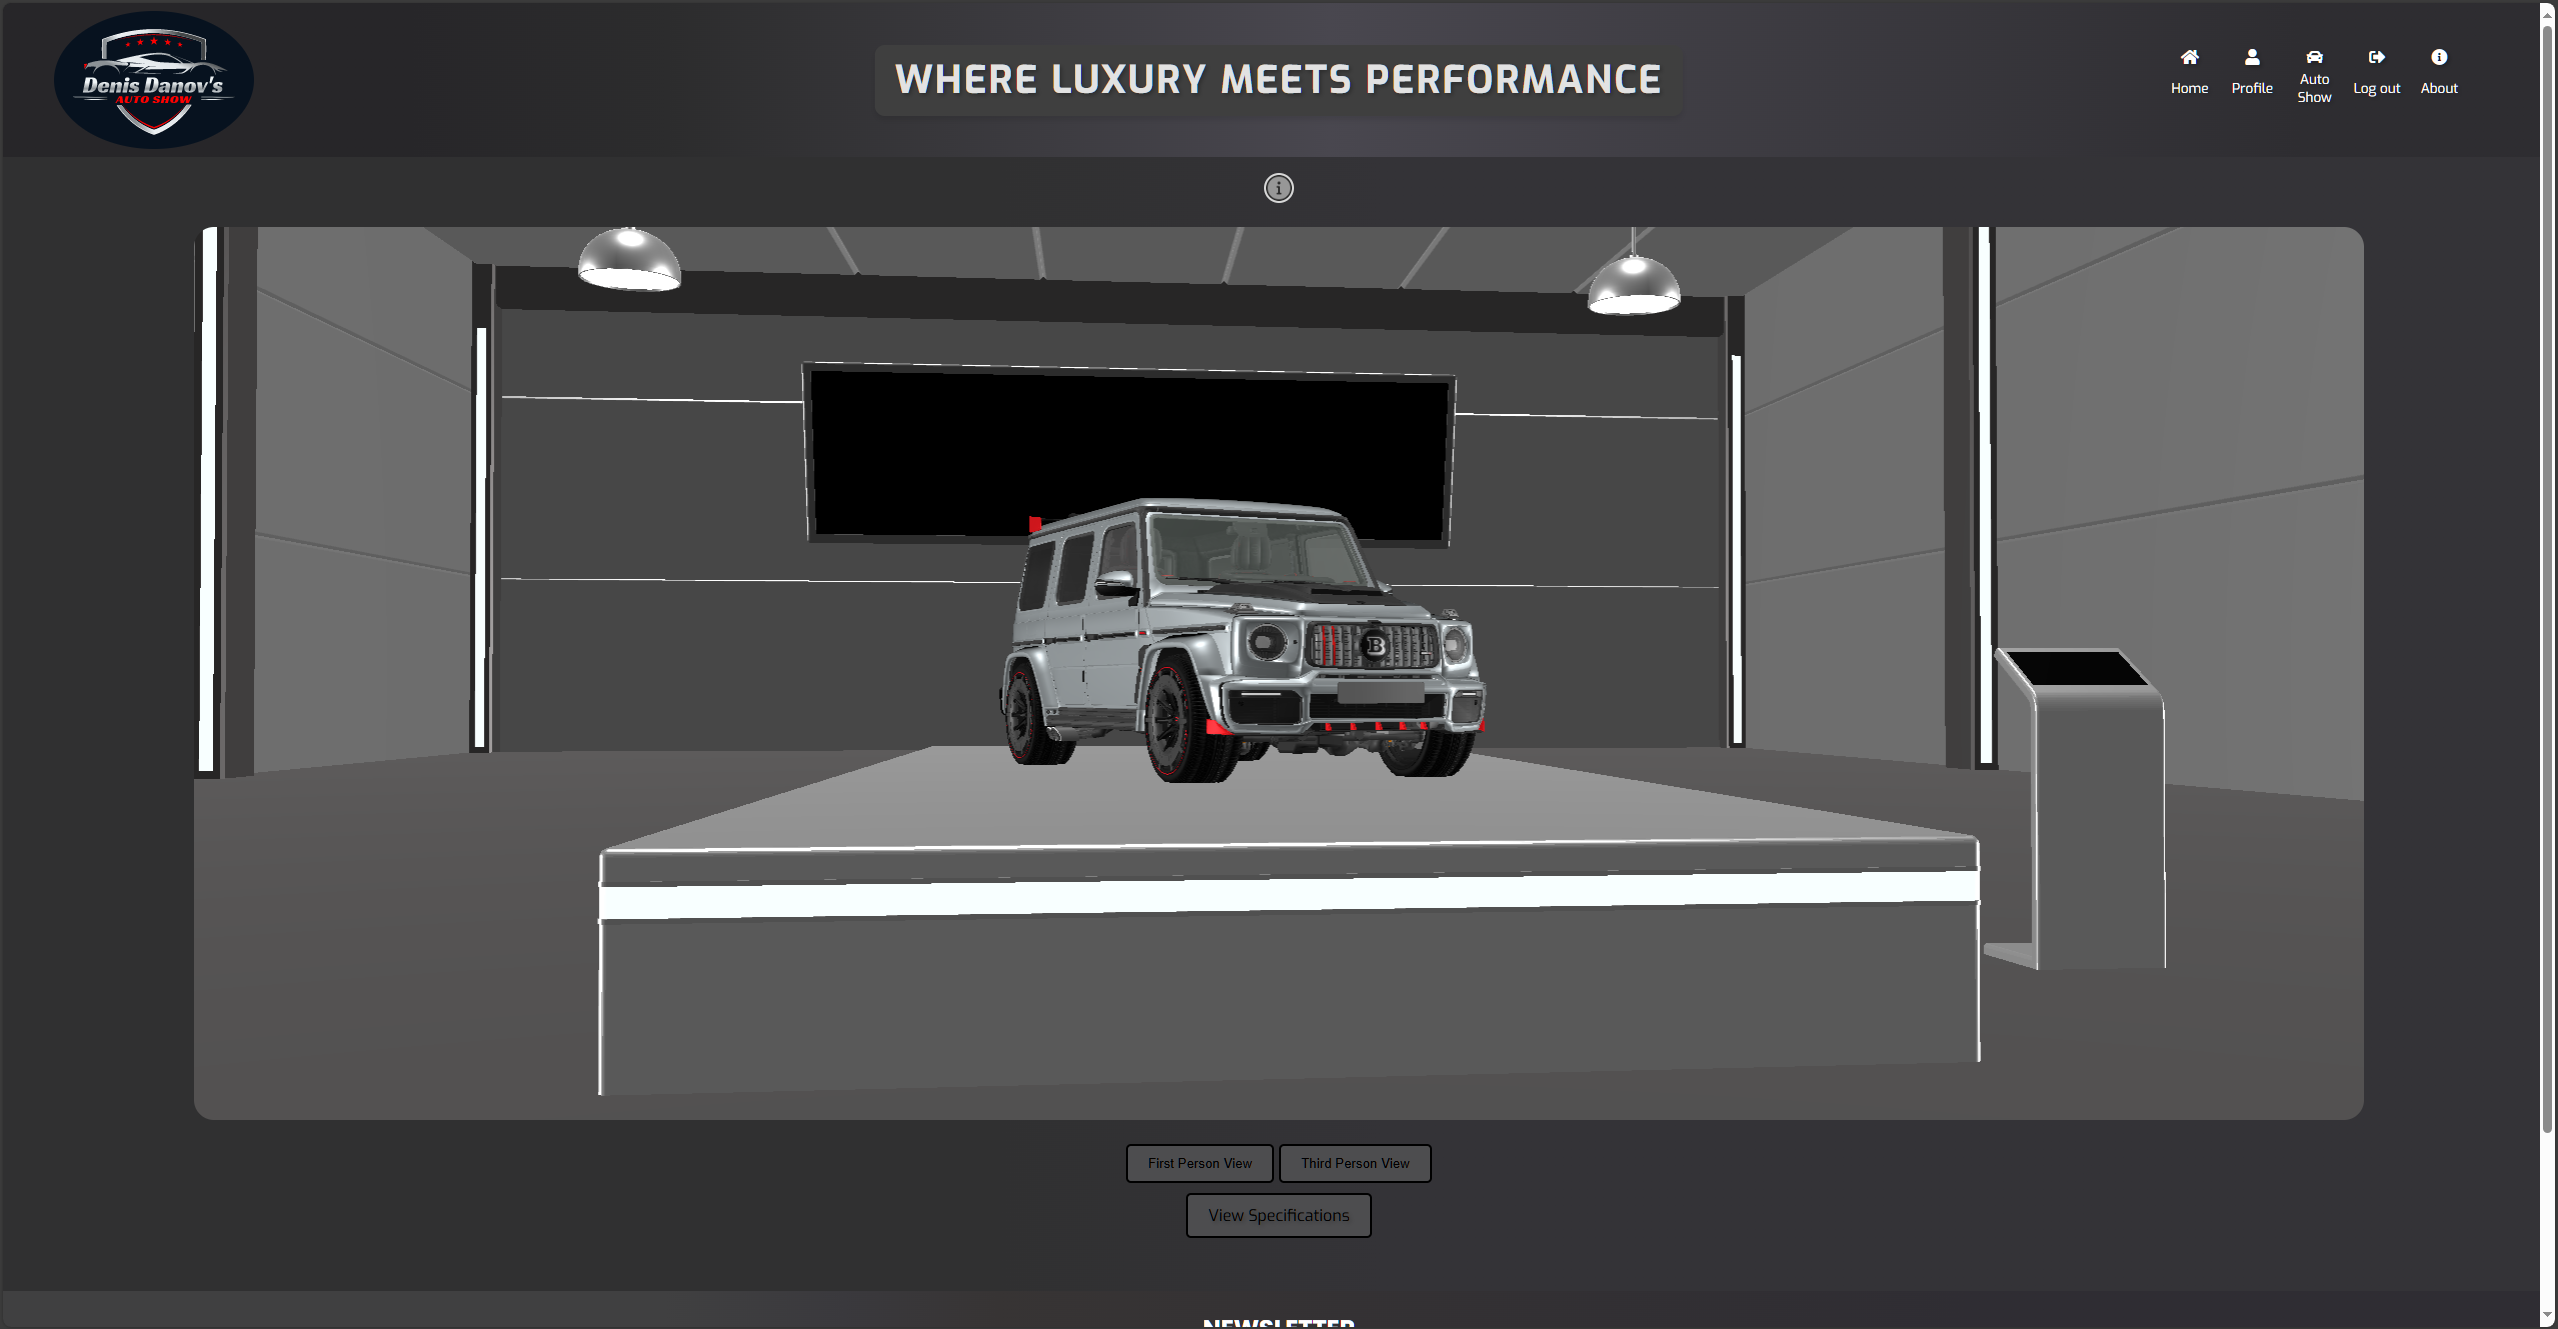 Denis Danov's
AUTO SHOW
WHERE LUXURY MEETS PERFORMANCE
Home
Profile
Auto
Show
Log out
About
i
B
First Person View
Third Person View
View Specifications
NEWSLETTER